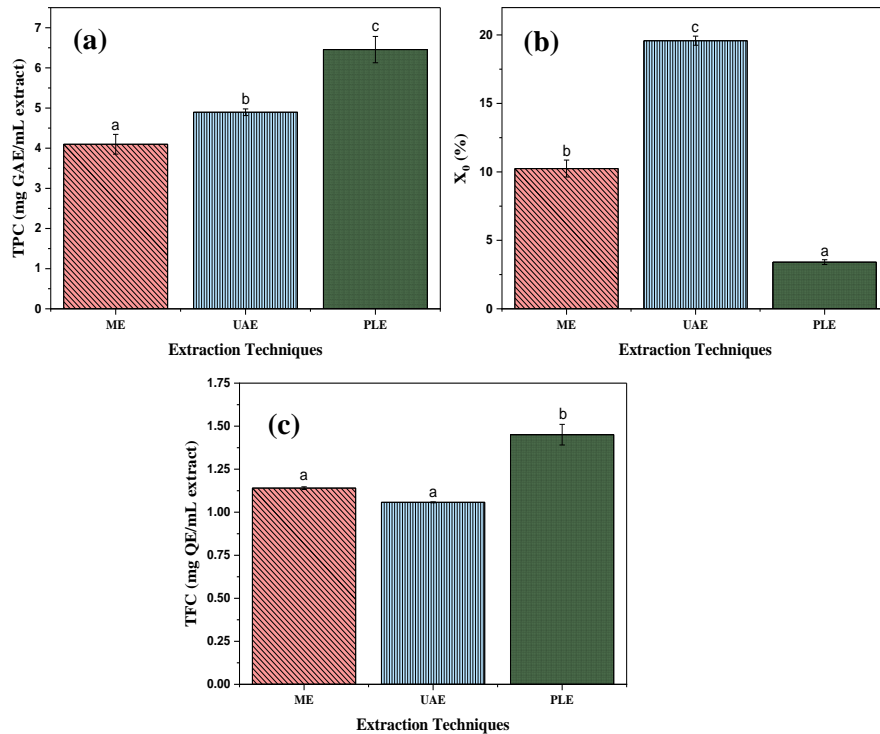 (a)
TPC (mg GAE/mL extract)
7
6
5
4
3
2
1
0
a
b
c
ME UAE PLE
Extraction Techniques
(b)
X₀ (%)
20
15
10
5
0
b
c
a
ME UAE PLE
Extraction Techniques
(c)
TFC (mg QE/mL extract)
1.75
1.50
1.25
1.00
0.75
0.50
0.25
0.00
a
a
b
ME UAE PLE
Extraction Techniques